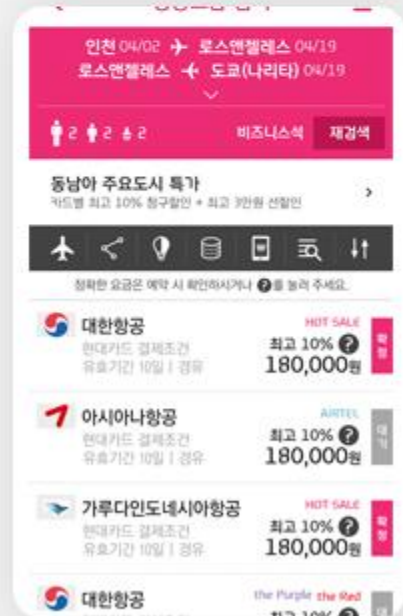 인천 04/02 로스앤젤레스 04/19
로스앤젤레스 도쿄(나리타) 04/19
2 2 2 비즈니스석 재검색
동남아 주요도시 특가
카드별 최고 10% 청구할인 + 최고 3만원 선할인
정확한 요금은 예약 시 확인하시거나 ? 를 눌러 주세요.
HOT SALE
대한항공 최고 10% ? 확정
현대카드 결제조건
유효기간 10일 | 경유 180,000원
AIRTEL
아시아나항공 최고 10% ? 대기
현대카드 결제조건
유효기간 10일 | 경유 180,000원
HOT SALE
가루다인도네시아항공 최고 10% ? 확정
현대카드 결제조건
유효기간 10일 | 경유 180,000원
the Purple the Red
대한항공 최고 10% ?